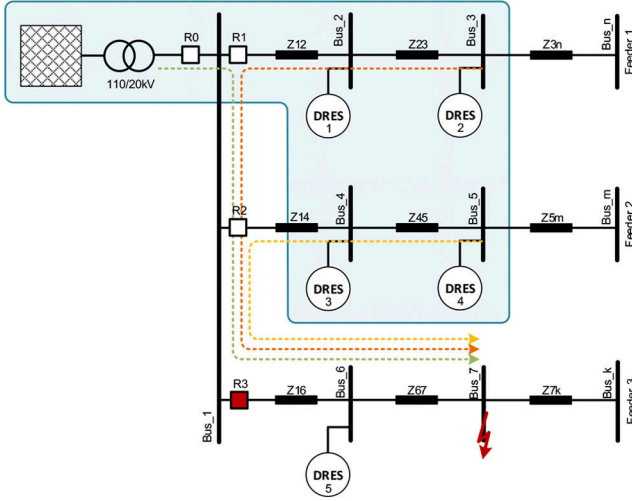 R0
R1
Z12
Bus_2
Z23
Bus_3
Z3n
Bus_n
Feeder 1
110/20kV
DRES
1
DRES
2
R2
Z14
Bus_4
Z45
Bus_5
Z5m
Bus_m
Feeder 2
DRES
3
DRES
4
Bus_1
R3
Z16
Bus_6
Z67
Bus_7
Z7k
Bus_k
Feeder 3
DRES
5